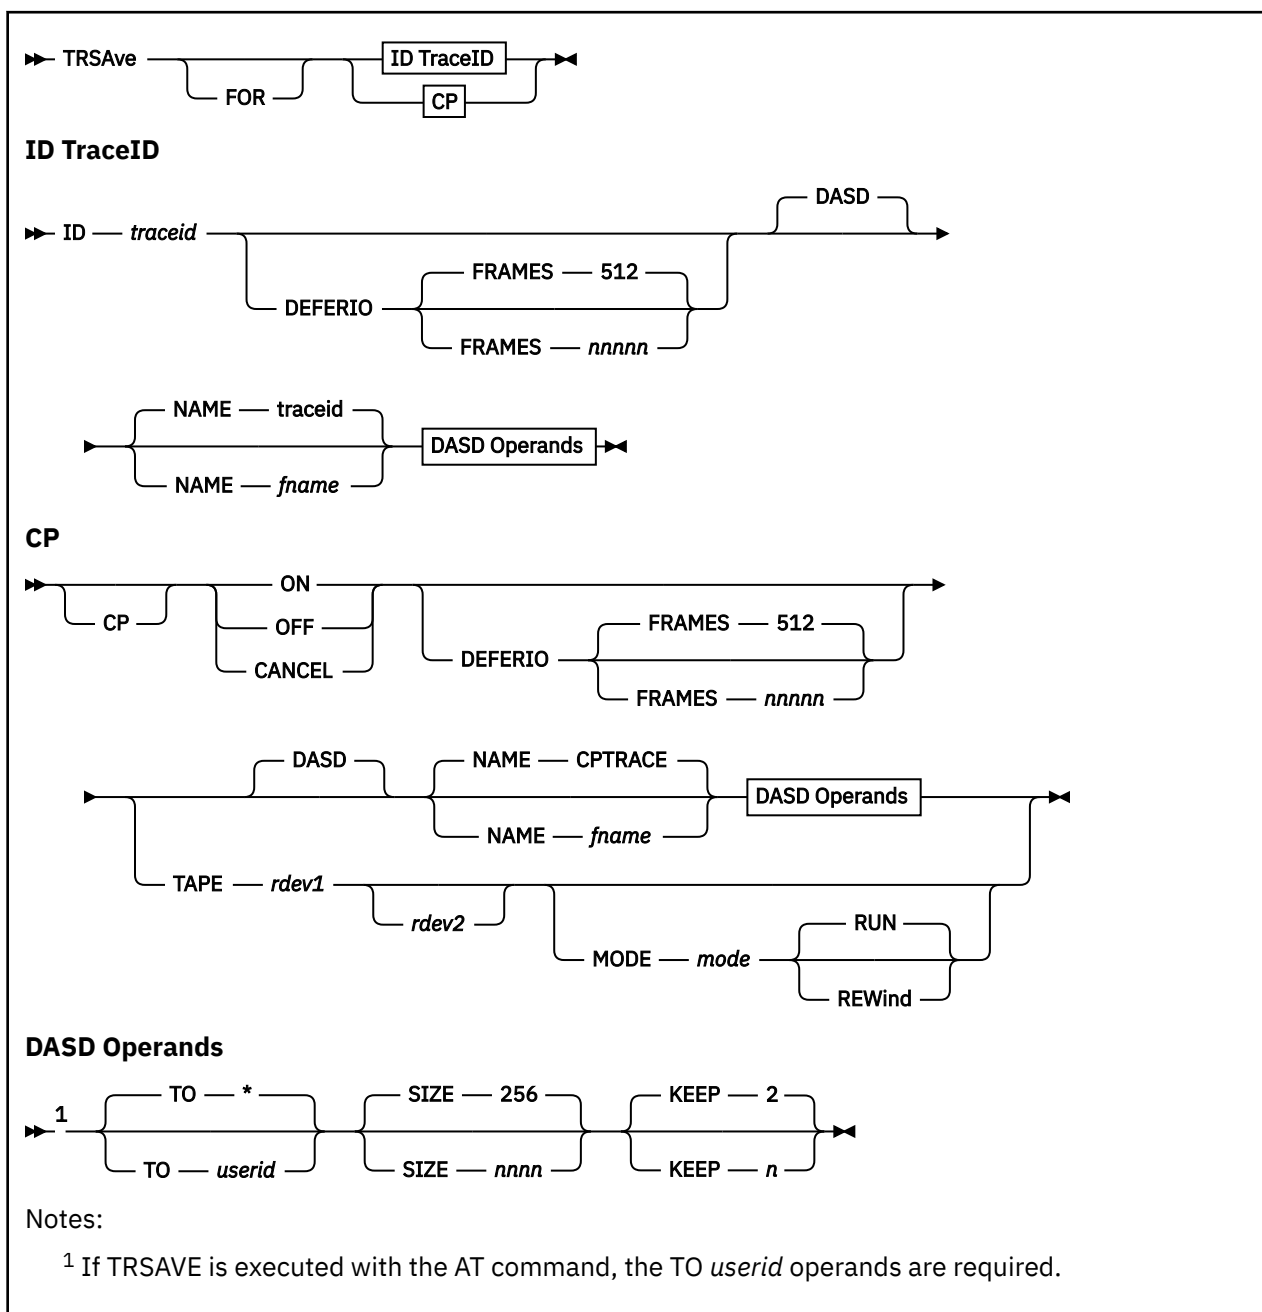 TRSAve FOR ID TraceID CP
ID TraceID
DASD
ID traceid
FRAMES 512
DEFERIO
FRAMES nnnnn
NAME traceid
DASD Operands
NAME fname
CP
ON
CP OFF
CANCEL
FRAMES 512
DEFERIO
FRAMES nnnnn
DASD NAME CPTRACE
DASD Operands
NAME fname
TAPE rdev1
rdev2 RUN
MODE mode
REWind
DASD Operands
TO * SIZE 256 KEEP 2
1
TO userid SIZE nnnn KEEP n
Notes:
1 If TRSAVE is executed with the AT command, the TO userid operands are required.